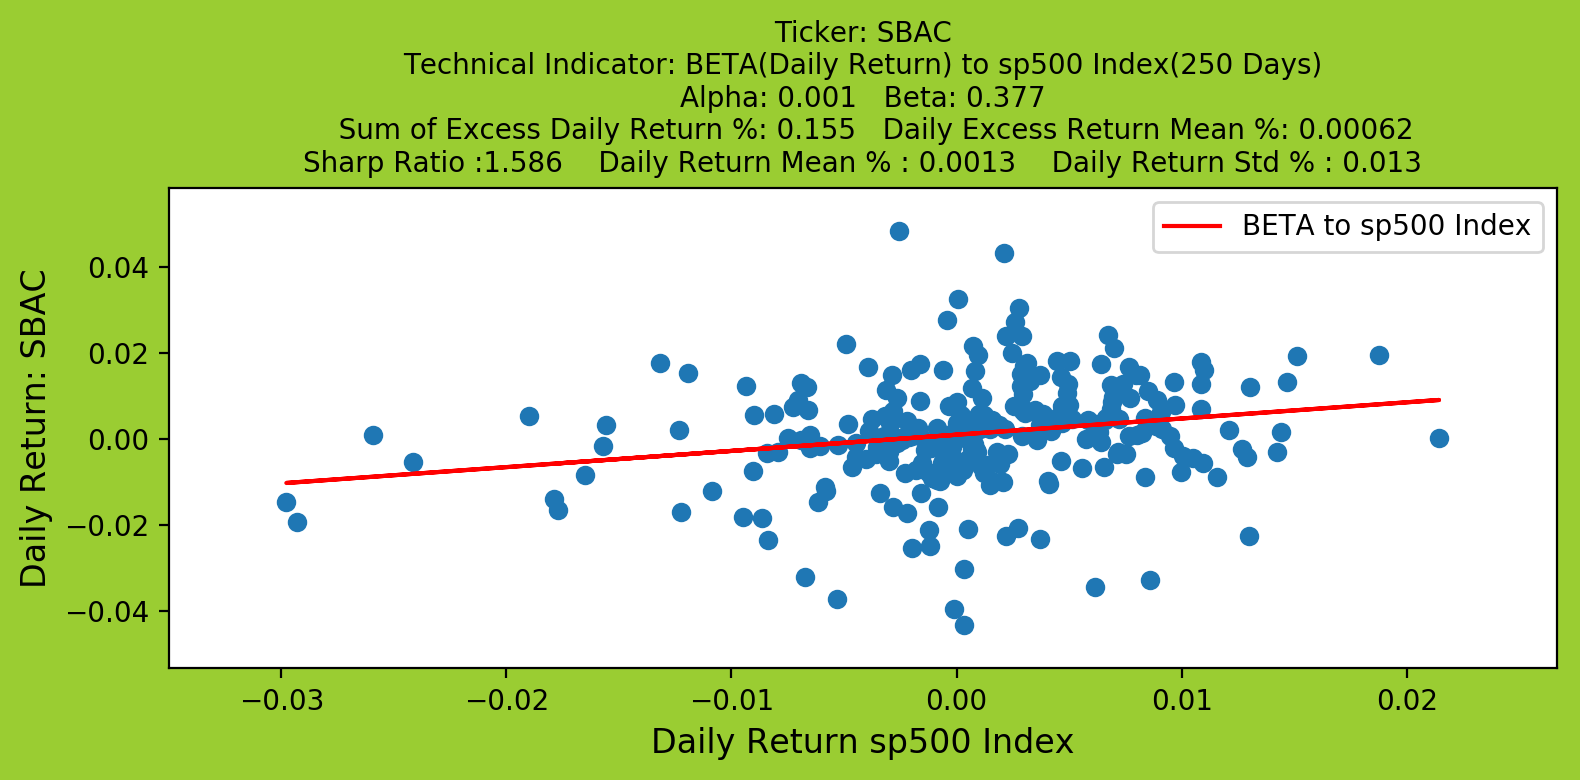 Ticker: SBAC
Technical Indicator: BETA(Daily Return) to sp500 Index(250 Days)
Alpha: 0.001   Beta: 0.377
Sum of Excess Daily Return %: 0.155   Daily Excess Return Mean %: 0.00062
Sharp Ratio :1.586    Daily Return Mean % : 0.0013    Daily Return Std % : 0.013
BETA to sp500 Index
Daily Return: SBAC
0.04
0.02
0.00
−0.02
−0.04
−0.03 −0.02 −0.01 0.00 0.01 0.02
Daily Return sp500 Index